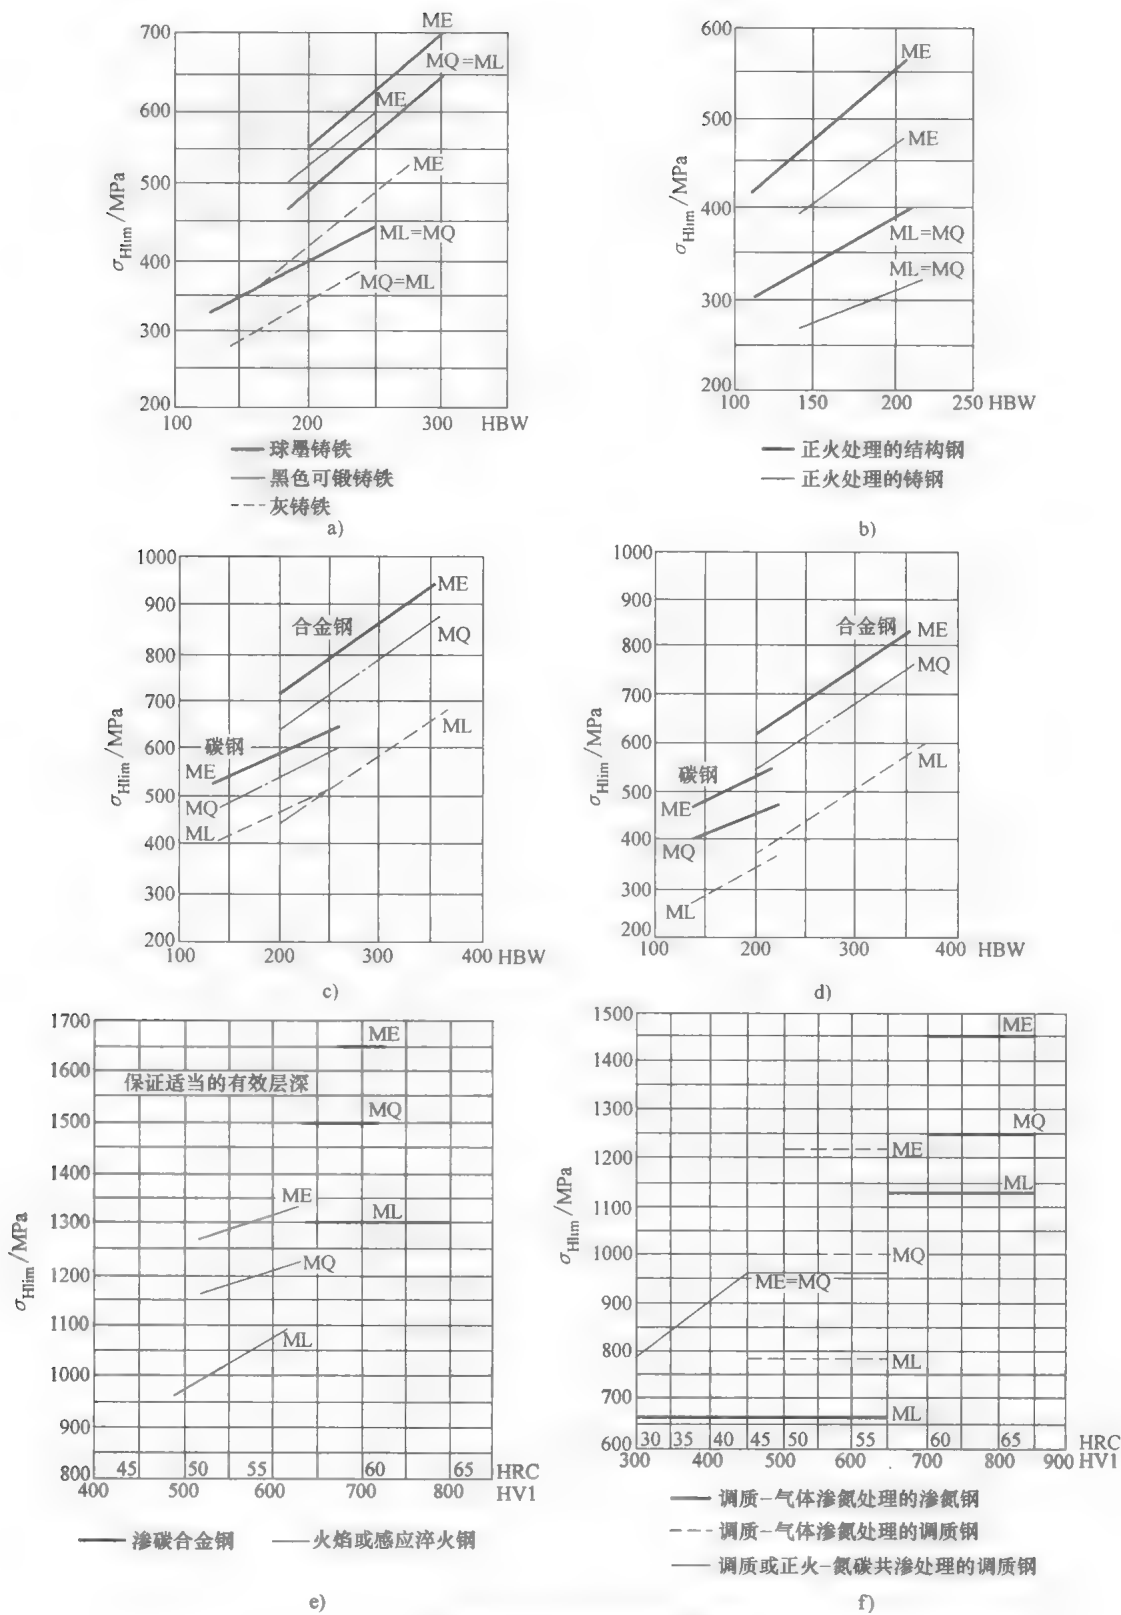 ME
700
MQ=ML
600
ME
500
ME
σHlim/MPa
ML=MQ
400
MQ=ML
300
200
100 200 300 HBW
球墨铸铁
黑色可锻铸铁
灰铸铁
a)
600
ME
500
ME
400
σHlim/MPa
ML=MQ
ML=MQ
300
200
100 150 200 250 HBW
正火处理的结构钢
正火处理的铸钢
b)
1000
ME
900
合金钢
MQ
800
700
ML
σHlim/MPa
碳钢
600
ME
500
MQ
ML
400
300
200
100 200 300 400 HBW
c)
1000
900
合金钢
ME
800
MQ
700
σHlim/MPa
600
ML
碳钢
500
ME
400
MQ
300
ML
200
100 200 300 400 HBW
d)
1700
ME
1600
保证适当的有效层深
MQ
1500
1400
ME
ML
1300
σHlim/MPa
MQ
1200
1100
ML
1000
900
800
45 50 55 60 65 HRC
400 500 600 700 800 HV1
渗碳合金钢 火焰或感应淬火钢
e)
1500
ME
1400
1300
MQ
1200
ME
ML
1100
σHlim/MPa
1000
MQ
ME=MQ
900
800
ML
700
ML
600
30 35 40 45 50 55 60 65 HRC
300 400 500 600 700 800 900 HV1
调质-气体渗氮处理的渗氮钢
调质-气体渗氮处理的调质钢
调质或正火-氮碳共渗处理的调质钢
f)